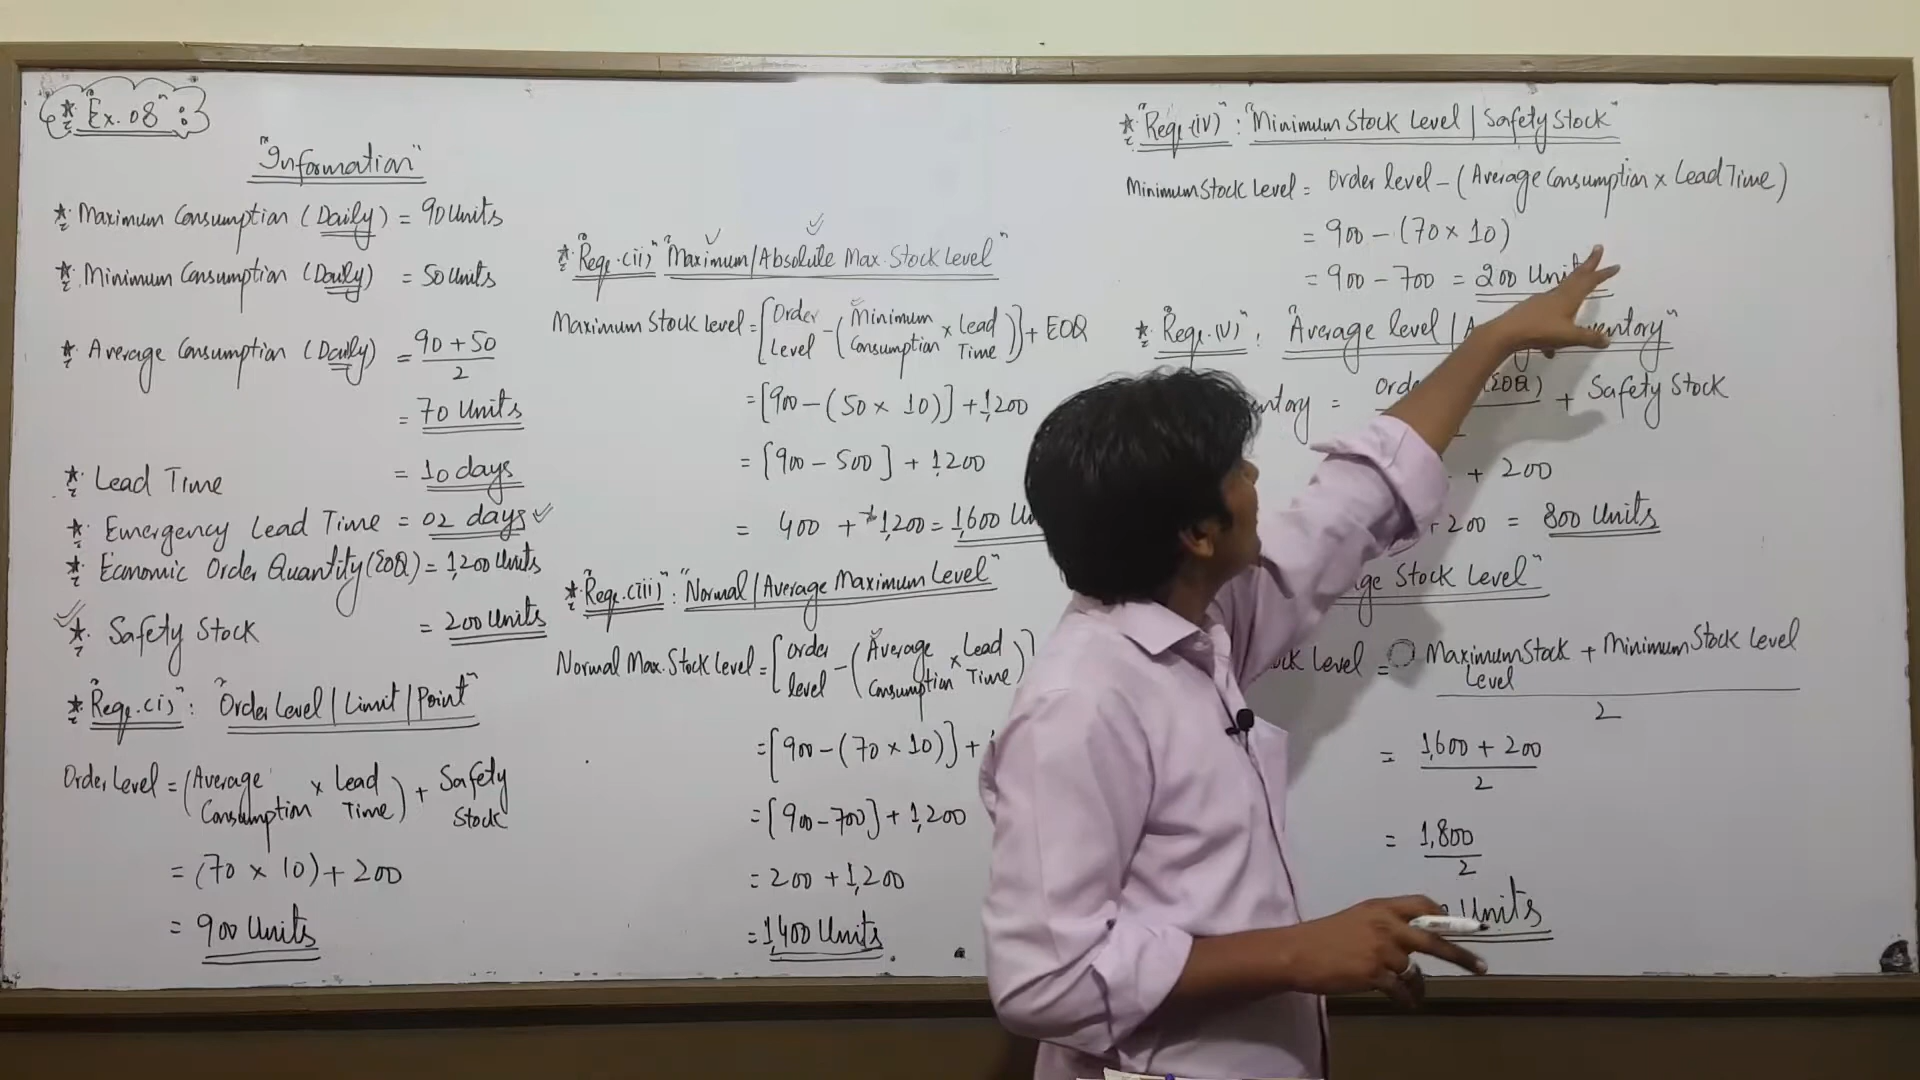 "Ex. 08" :
"Information"
Maximum Consumption (Daily) = 90 Units
Minimum Consumption (Daily) = 50 Units
Average Consumption (Daily) = 90 + 50
2
= 70 Units
Lead Time = 10 days
Emergency Lead Time = 02 days
Economic Order Quantity (EOQ) = 1,200 Units
Safety Stock = 200 Units
"Req. (i)" : "Order Level | Limit | Point"
Order Level = (Average Consumption × Lead Time) + Safety Stock
= (70 × 10) + 200
= 900 Units
"Req. (ii)" "Maximum / Absolute Max. Stock Level"
Maximum Stock Level = [Order Level - (Minimum Consumption × Lead Time)] + EOQ
= [900 - (50 × 10)] + 1,200
= [900 - 500] + 1,200
= 400 + 1,200 = 1,600
"Req. (iii)" : "Normal | Average Maximum Level"
Normal Max. Stock Level = [order level - (Average Consumption × Lead Time)]
= [900 - (70 × 10)] +
= [900 - 700] + 1,200
= 200 + 1,200
= 1,400 Units
"Req. (iv)" : "Minimum Stock Level | Safety Stock"
Minimum Stock Level = Order level - (Average Consumption × Lead Time)
= 900 - (70 × 10)
= 900 - 700 = 200
"Req. (v)" : "Average level |
= (EOQ) + Safety Stock
+ 200
+ 200 = 800 Units
Stock Level"
Level = Maximum Stock Level + Minimum Stock Level
2
= 1,600 + 200
2
= 1,800
2
Units